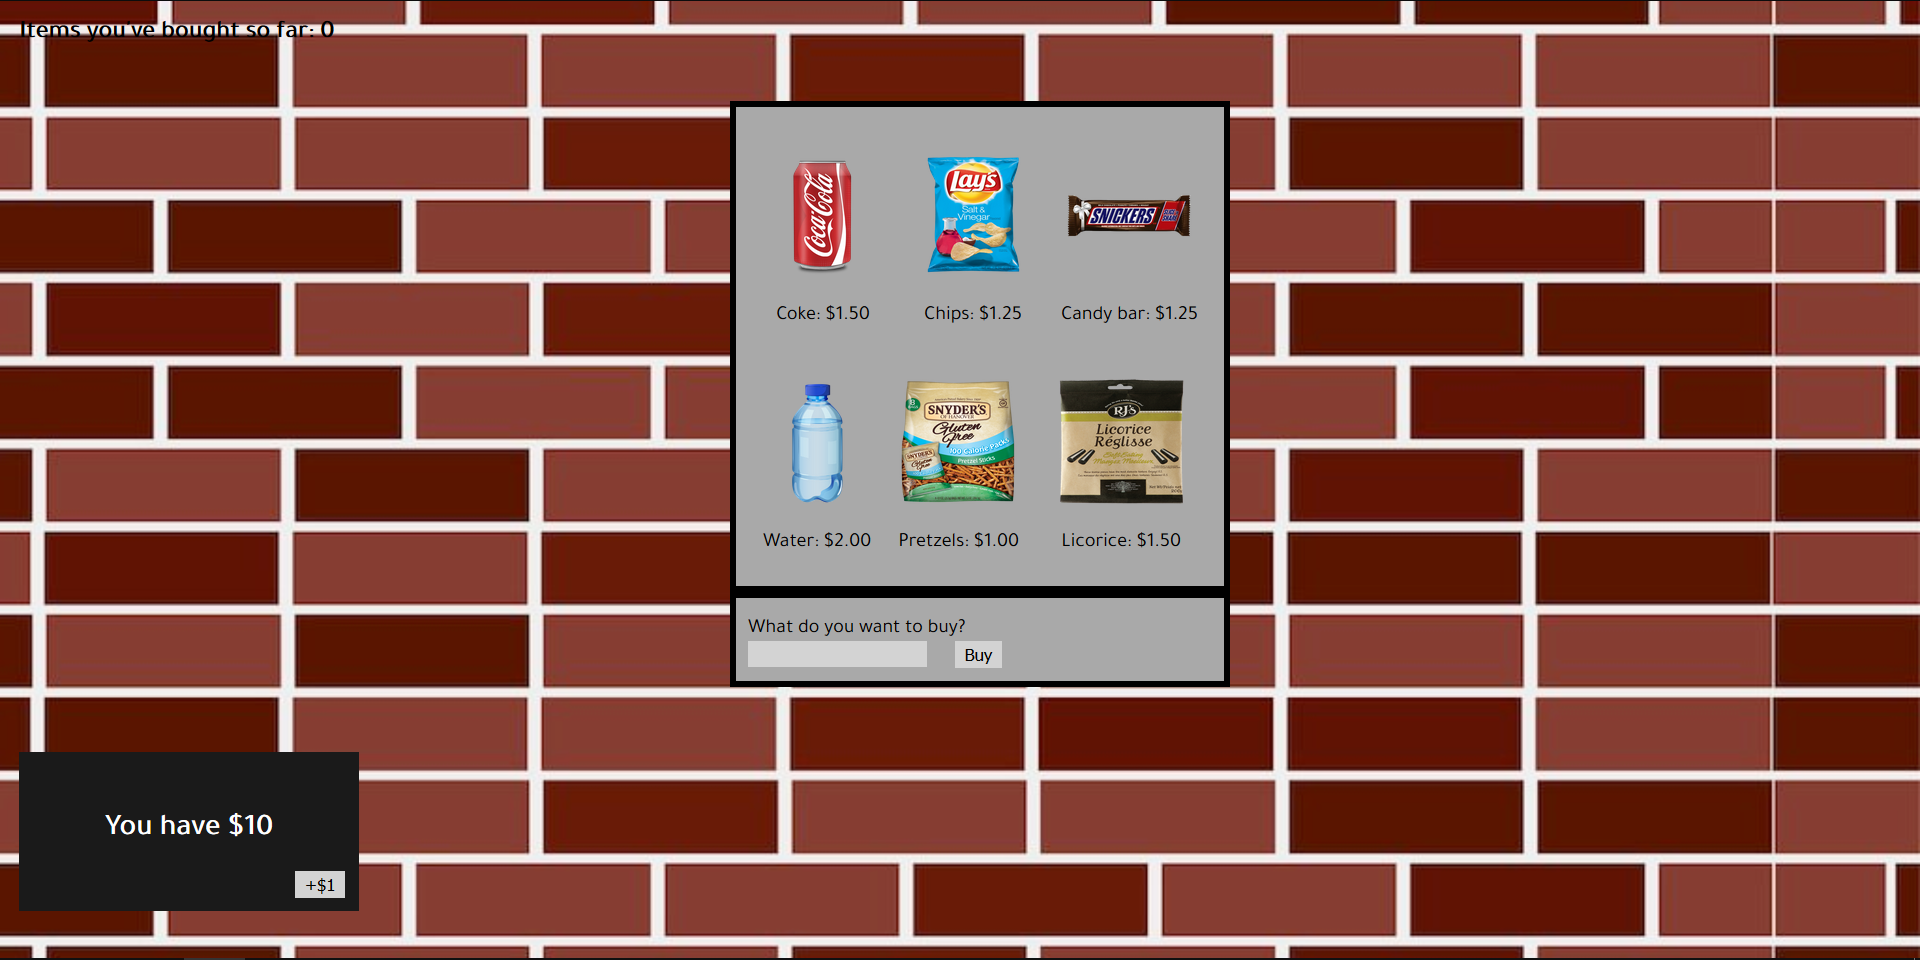 Items you've bought so far: 0
Coca-Cola
Lay's
Salt &
Vinegar
SNICKERS
Coke: $1.50
Chips: $1.25
Candy bar: $1.25
SNYDER'S
OF HANOVER
Gluten
Free
100 Calorie Packs
Pretzel Sticks
RJ's
Licorice
Réglisse
Water: $2.00
Pretzels: $1.00
Licorice: $1.50
What do you want to buy?
Buy
You have $10
+$1